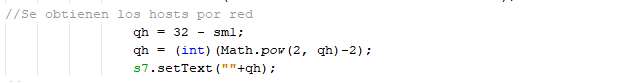 //Se obtienen los hosts por red
qh = 32 - sml;
qh = (int)(Math.pow(2, qh)-2);
s7.setText(""+qh);